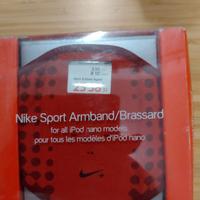 Nike Sport Armband/Brassard
for all iPod nano models
pour tous les modèles d'iPod nano